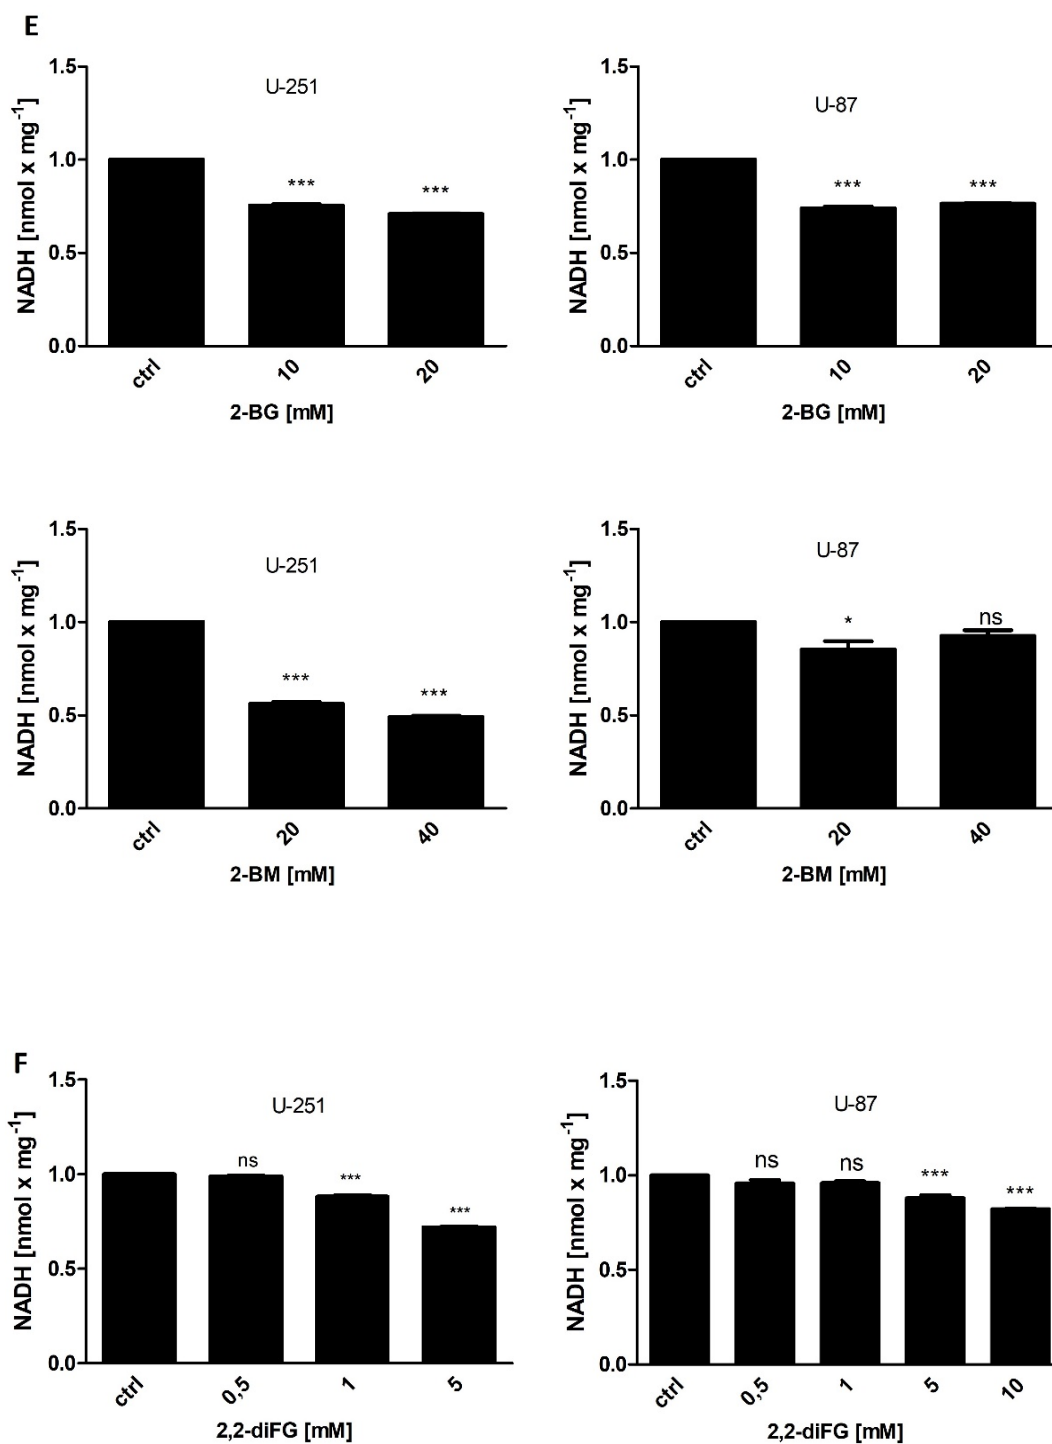 E
U-251
NADH [nmol x mg-1]
1.5
1.0
0.5
0.0
***
***
ctrl
10
20
2-BG [mM]
U-87
NADH [nmol x mg-1]
1.5
1.0
0.5
0.0
***
***
ctrl
10
20
2-BG [mM]
U-251
NADH [nmol x mg-1]
1.5
1.0
0.5
0.0
***
***
ctrl
20
40
2-BM [mM]
U-87
NADH [nmol x mg-1]
1.5
1.0
0.5
0.0
*
ns
ctrl
20
40
2-BM [mM]
F
U-251
NADH [nmol x mg-1]
1.5
1.0
0.5
0.0
ns
***
***
ctrl
0,5
1
5
2,2-diFG [mM]
U-87
NADH [nmol x mg-1]
1.5
1.0
0.5
0.0
ns
ns
***
***
ctrl
0,5
1
5
10
2,2-diFG [mM]